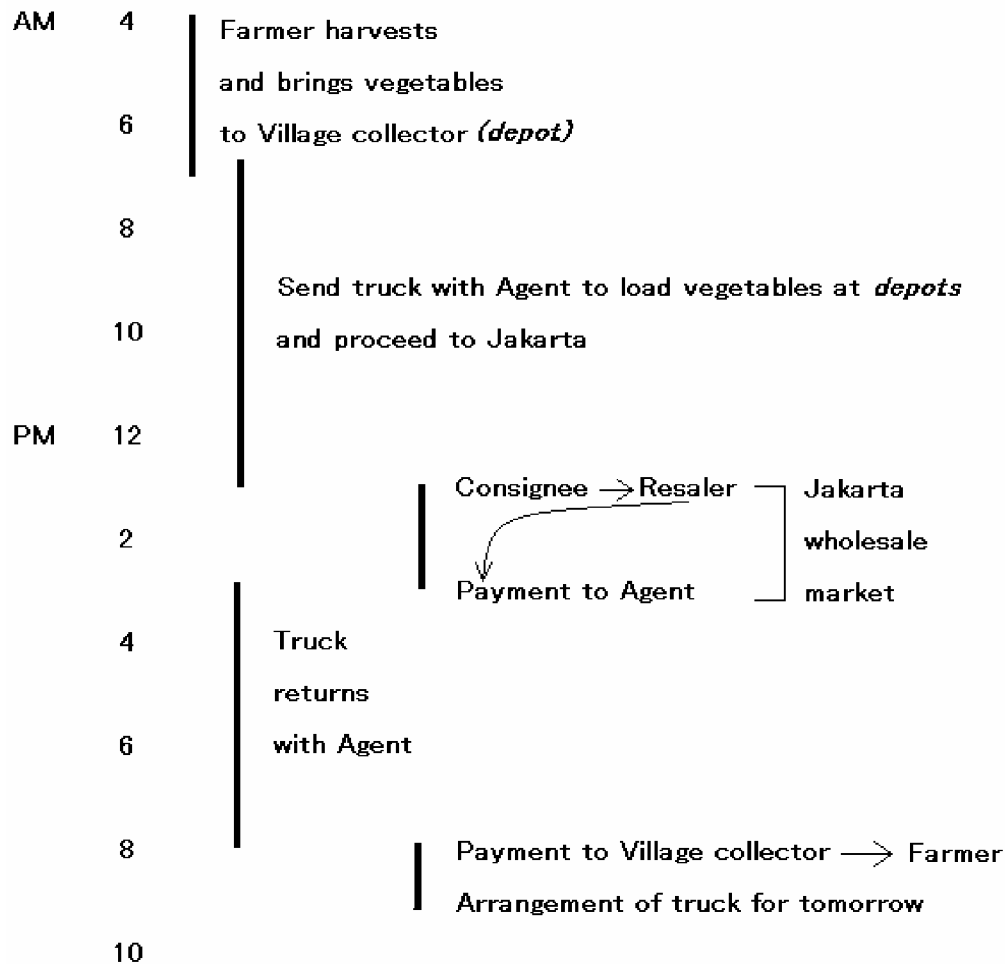 AM 4 Farmer harvests
and brings vegetables
6 to Village collector (depot)
8
Send truck with Agent to load vegetables at depots
10 and proceed to Jakarta
PM 12
Consignee → Resaler Jakarta
2 wholesale
Payment to Agent market
4 Truck
returns
6 with Agent
8 Payment to Village collector → Farmer
Arrangement of truck for tomorrow
10